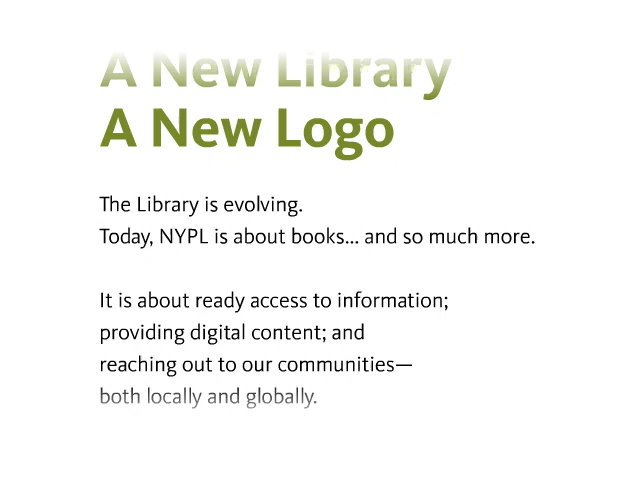 A New Library
A New Logo
The Library is evolving.
Today, NYPL is about books... and so much more.
It is about ready access to information;
providing digital content; and
reaching out to our communities—
both locally and globally.